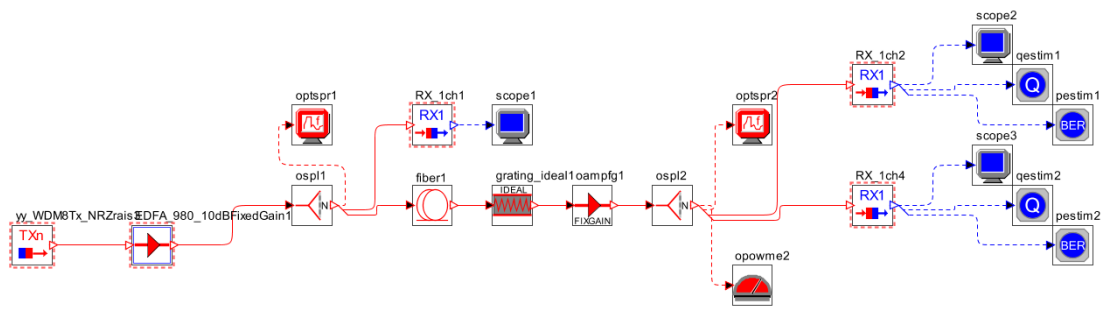 scope2
RX_1ch2
qestim1
RX1
Q
optspr1
RX_1ch1
scope1
optspr2
pestim1
RX1
BER
scope3
ospl1
fiber1
grating_ideal1
oampfg1
ospl2
RX_1ch4
qestim2
N
IDEAL
N
RX1
Q
yy_WDM8Tx_NRZrais3
EDFA_980_10dBFixedGain1
FIXGAIN
pestim2
TXn
BER
opowme2